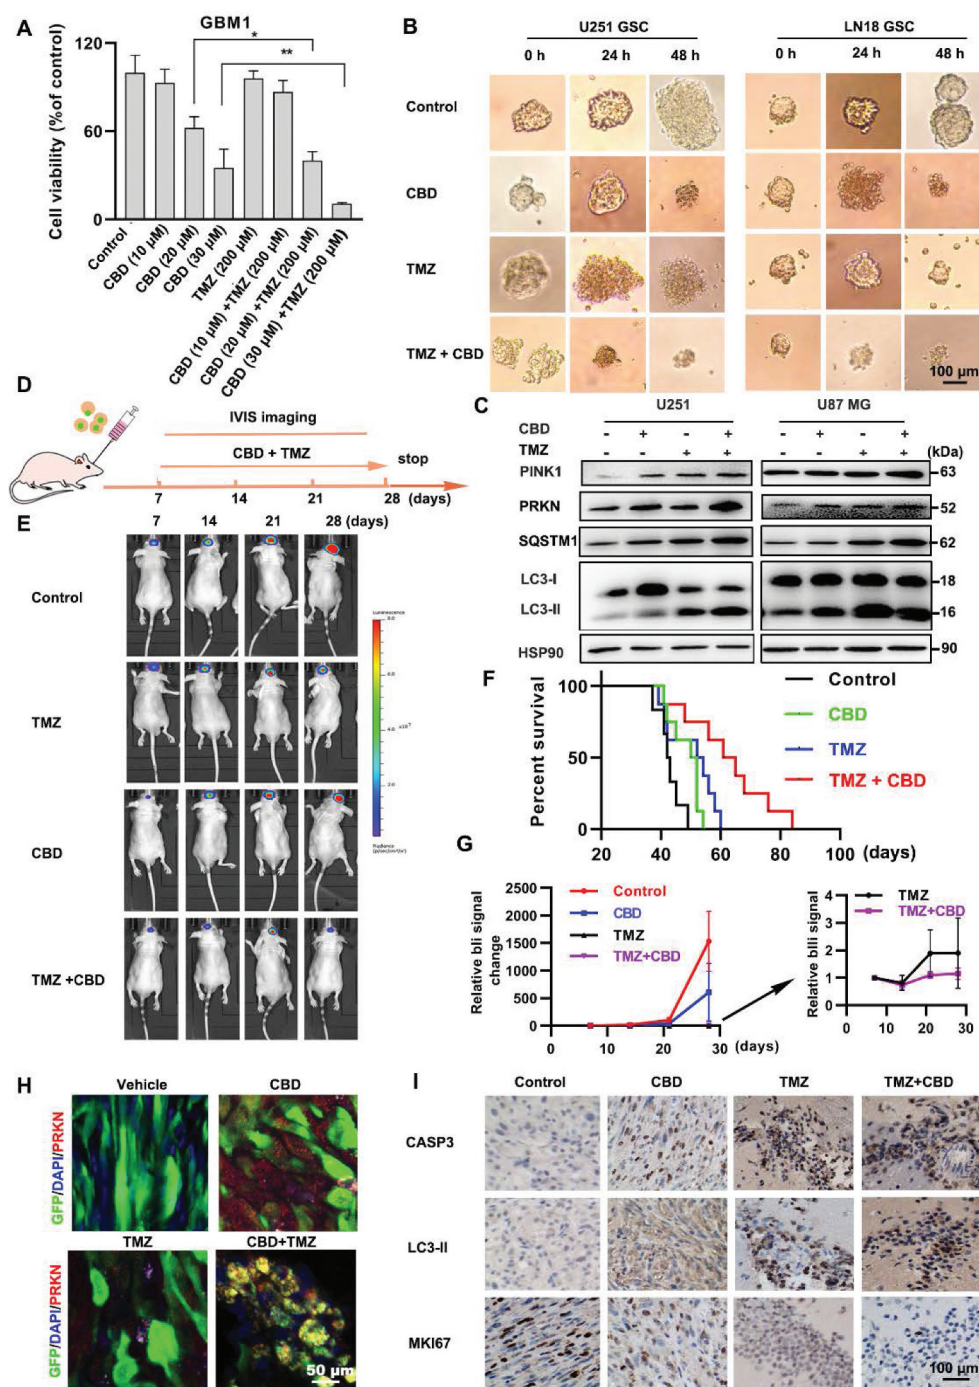 A
GBM1
Cell viability (%of control)
120
60
0
*
**
Control
CBD (10 µM)
CBD (20 µM)
CBD (30 µM)
TMZ (200 µM)
CBD (10 µM) +TMZ (200 µM)
CBD (20 µM) +TMZ (200 µM)
CBD (30 µM) +TMZ (200 µM)
B
U251 GSC
LN18 GSC
0 h
24 h
48 h
0 h
24 h
48 h
Control
CBD
TMZ
TMZ + CBD
100 µm
C
U251
U87 MG
CBD - + - + - + - +
TMZ - - + + - - + +
(kDa)
PINK1
63
PRKN
52
SQSTM1
62
LC3-I
18
LC3-II
16
HSP90
90
D
IVIS imaging
CBD + TMZ
stop
7
14
21
28
(days)
E
7
14
21
28 (days)
Control
TMZ
CBD
TMZ +CBD
Luminescence
F
Percent survival
100
50
0
20
40
60
80
100
(days)
Control
CBD
TMZ
TMZ + CBD
G
Relative bli signal
change
2500
2000
1500
1000
500
0
0
10
20
30
(days)
Control
CBD
TMZ
TMZ+CBD
Relative blli signal
4
3
2
1
0
0
10
20
30
TMZ
TMZ+CBD
H
Vehicle
CBD
GFP/DAPI/PRKN
TMZ
CBD+TMZ
GFP/DAPI/PRKN
50 µm
I
Control
CBD
TMZ
TMZ+CBD
CASP3
LC3-II
MKI67
100 µm